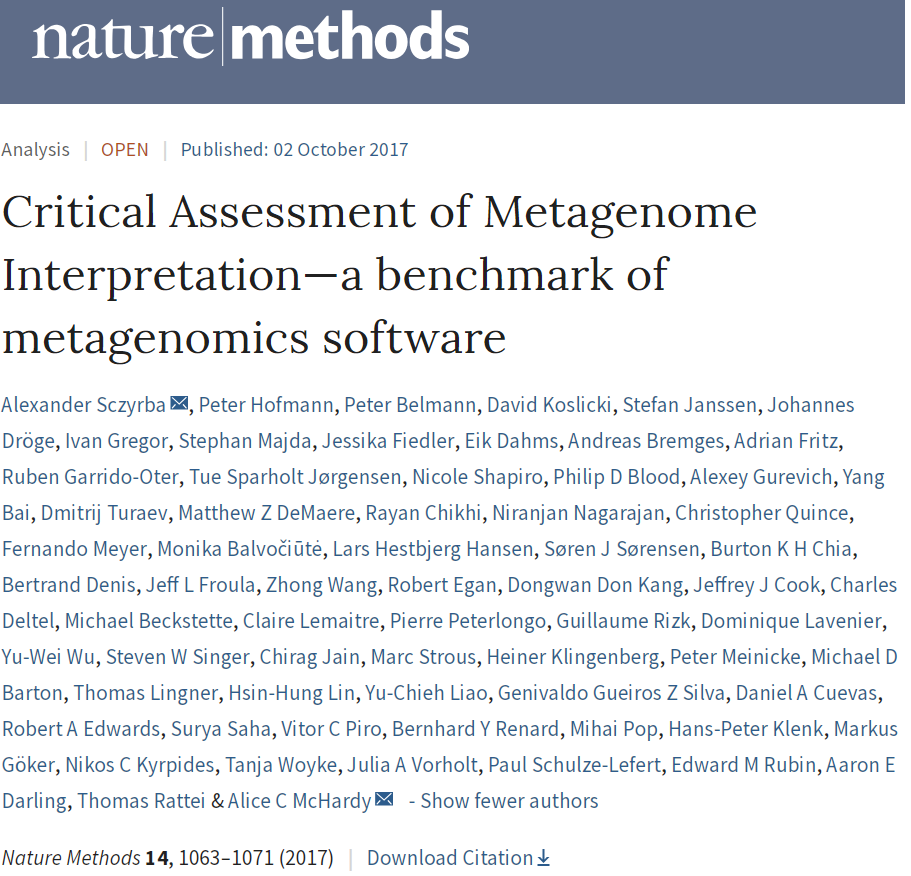 nature methods
Analysis | OPEN | Published: 02 October 2017
Critical Assessment of Metagenome
Interpretation—a benchmark of
metagenomics software
Alexander Sczyrba, Peter Hofmann, Peter Belmann, David Koslicki, Stefan Janssen, Johannes
Dröge, Ivan Gregor, Stephan Majda, Jessika Fiedler, Eik Dahms, Andreas Bremges, Adrian Fritz,
Ruben Garrido-Oter, Tue Sparholt Jørgensen, Nicole Shapiro, Philip D Blood, Alexey Gurevich, Yang
Bai, Dmitrij Turaev, Matthew Z DeMaere, Rayan Chikhi, Niranjan Nagarajan, Christopher Quince,
Fernando Meyer, Monika Balvočiūtė, Lars Hestbjerg Hansen, Søren J Sørensen, Burton K H Chia,
Bertrand Denis, Jeff L Froula, Zhong Wang, Robert Egan, Dongwan Don Kang, Jeffrey J Cook, Charles
Deltel, Michael Beckstette, Claire Lemaitre, Pierre Peterlongo, Guillaume Rizk, Dominique Lavenier,
Yu-Wei Wu, Steven W Singer, Chirag Jain, Marc Strous, Heiner Klingenberg, Peter Meinicke, Michael D
Barton, Thomas Lingner, Hsin-Hung Lin, Yu-Chieh Liao, Genivaldo Gueiros Z Silva, Daniel A Cuevas,
Robert A Edwards, Surya Saha, Vitor C Piro, Bernhard Y Renard, Mihai Pop, Hans-Peter Klenk, Markus
Göker, Nikos C Kyrpides, Tanja Woyke, Julia A Vorholt, Paul Schulze-Lefert, Edward M Rubin, Aaron E
Darling, Thomas Rattei & Alice C McHardy - Show fewer authors
Nature Methods 14, 1063–1071 (2017) | Download Citation